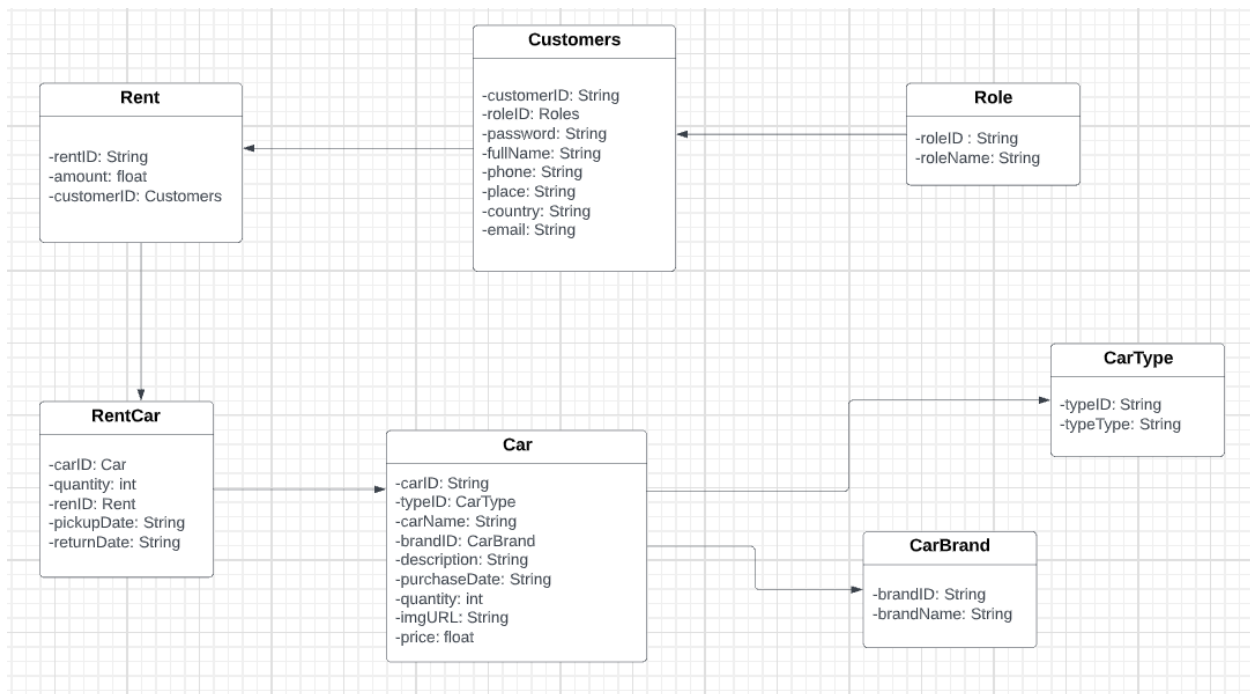 Customers
-customerID: String
-roleID: Roles
-password: String
-fullName: String
-phone: String
-place: String
-country: String
-email: String
Rent
-rentID: String
-amount: float
-customerID: Customers
Role
-roleID : String
-roleName: String
CarType
-typeID: String
-typeType: String
RentCar
-carID: Car
-quantity: int
-renID: Rent
-pickupDate: String
-returnDate: String
Car
-carID: String
-typeID: CarType
-carName: String
-brandID: CarBrand
-description: String
-purchaseDate: String
-quantity: int
-imgURL: String
-price: float
CarBrand
-brandID: String
-brandName: String